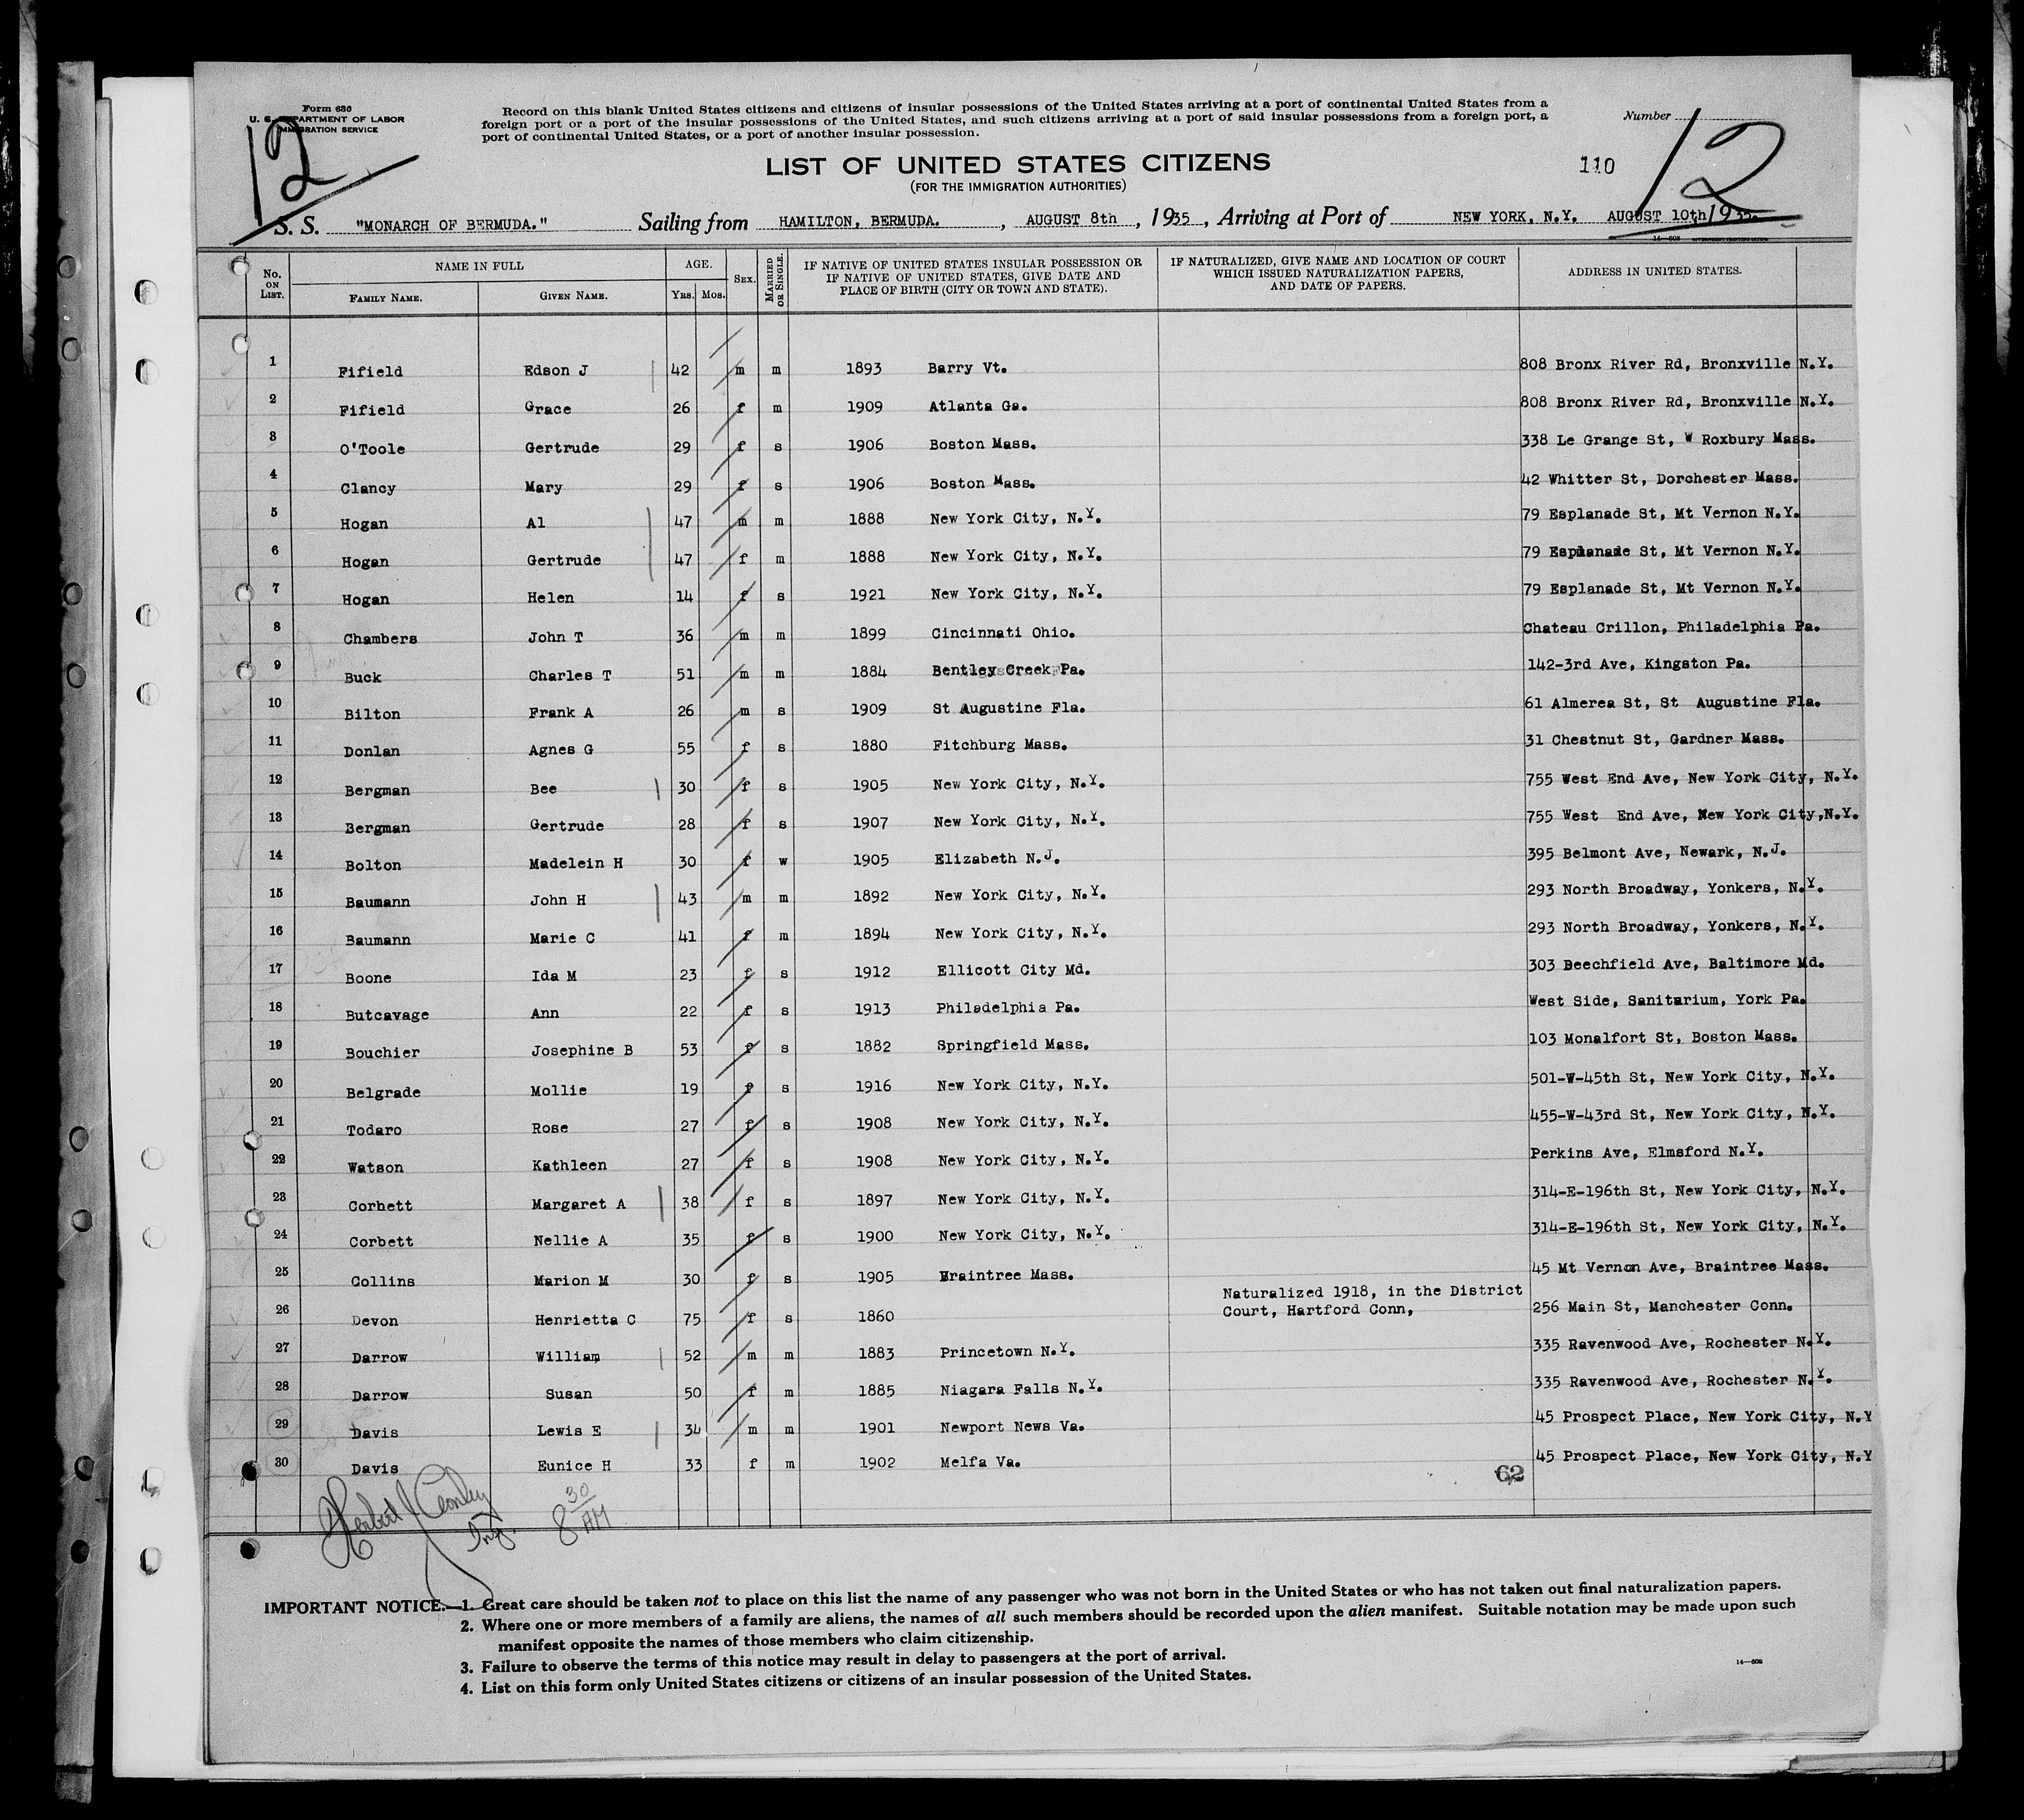 Form 630
U. S. DEPARTMENT OF LABOR
IMMIGRATION SERVICE
12
Record on this blank United States citizens and citizens of insular possessions of the United States arriving at a port of continental United States from a
foreign port or a port of the insular possessions of the United States, and such citizens arriving at a port of said insular possessions from a foreign port, a
port of continental United States, or a port of another insular possession.
Number
12
LIST OF UNITED STATES CITIZENS
110
(FOR THE IMMIGRATION AUTHORITIES)
S. S. "MONARCH OF BERMUDA." Sailing from HAMILTON, BERMUDA. , AUGUST 8th , 1935 , Arriving at Port of NEW YORK, N.Y. AUGUST 10th, 1935.
No. ON LIST. NAME IN FULL FAMILY NAME. GIVEN NAME. AGE. YRS. MOS. SEX. MARRIED OR SINGLE. IF NATIVE OF UNITED STATES INSULAR POSSESSION OR IF NATIVE OF UNITED STATES, GIVE DATE AND PLACE OF BIRTH (CITY OR TOWN AND STATE). IF NATURALIZED, GIVE NAME AND LOCATION OF COURT WHICH ISSUED NATURALIZATION PAPERS, AND DATE OF PAPERS. ADDRESS IN UNITED STATES.
1 Fifield Edson J 42 m m 1893 Barry Vt. 808 Bronx River Rd, Bronxville N.Y.
2 Fifield Grace 26 f m 1909 Atlanta Ga. 808 Bronx River Rd, Bronxville N.Y.
3 O'Toole Gertrude 29 f s 1906 Boston Mass. 338 Le Grange St, W Roxbury Mass.
4 Clancy Mary 29 f s 1906 Boston Mass. 42 Whitter St, Dorchester Mass.
5 Hogan Al 47 m m 1888 New York City, N.Y. 79 Esplanade St, Mt Vernon N.Y.
6 Hogan Gertrude 47 f m 1888 New York City, N.Y. 79 Esplanade St, Mt Vernon N.Y.
7 Hogan Helen 14 f s 1921 New York City, N.Y. 79 Esplanade St, Mt Vernon N.Y.
8 Chambers John T 36 m m 1899 Cincinnati Ohio. Chateau Crillon, Philadelphia Pa.
9 Buck Charles T 51 m m 1884 Bentley Creek Pa. 142-3rd Ave, Kingston Pa.
10 Bilton Frank A 26 m s 1909 St Augustine Fla. 61 Almerea St, St Augustine Fla.
11 Donlan Agnes G 55 f s 1880 Fitchburg Mass. 31 Chestnut St, Gardner Mass.
12 Bergman Bee 30 f s 1905 New York City, N.Y. 755 West End Ave, New York City, N.Y.
13 Bergman Gertrude 28 f s 1907 New York City, N.Y. 755 West End Ave, New York City,N.Y.
14 Bolton Madelein H 30 f w 1905 Elizabeth N.J. 395 Belmont Ave, Newark, N.J.
15 Baumann John H 43 m m 1892 New York City, N.Y. 293 North Broadway, Yonkers, N.Y.
16 Baumann Marie C 41 f m 1894 New York City, N.Y. 293 North Broadway, Yonkers, N.Y.
17 Boone Ida M 23 f s 1912 Ellicott City Md. 303 Beechfield Ave, Baltimore Md.
18 Butcavage Ann 22 f s 1913 Philadelphia Pa. West Side, Sanitarium, York Pa.
19 Bouchier Josephine B 53 f s 1882 Springfield Mass. 103 Monalfort St, Boston Mass.
20 Belgrade Mollie 19 f s 1916 New York City, N.Y. 501-W-45th St, New York City, N.Y.
21 Todaro Rose 27 f s 1908 New York City, N.Y. 455-W-43rd St, New York City, N.Y.
22 Watson Kathleen 27 f s 1908 New York City, N.Y. Perkins Ave, Elmsford N.Y.
23 Corbett Margaret A 38 f s 1897 New York City, N.Y. 314-E-196th St, New York City, N.Y.
24 Corbett Nellie A 35 f s 1900 New York City, N.Y. 314-E-196th St, New York City, N.Y.
25 Collins Marion M 30 f s 1905 Braintree Mass. 45 Mt Vernon Ave, Braintree Mass.
26 Devon Henrietta C 75 f s 1860 Naturalized 1918, in the District Court, Hartford Conn, 256 Main St, Manchester Conn.
27 Darrow William 52 m m 1883 Princetown N.Y. 335 Ravenwood Ave, Rochester N.Y.
28 Darrow Susan 50 f m 1885 Niagara Falls N.Y. 335 Ravenwood Ave, Rochester N.Y.
29 Davis Lewis E 34 m m 1901 Newport News Va. 45 Prospect Place, New York City, N.Y
30 Davis Eunice H 33 f m 1902 Melfa Va. 45 Prospect Place, New York City, N.Y
62
Herbert J Conley Insp. 8 30 AM
IMPORTANT NOTICE.—1. Great care should be taken not to place on this list the name of any passenger who was not born in the United States or who has not taken out final naturalization papers.
2. Where one or more members of a family are aliens, the names of all such members should be recorded upon the alien manifest. Suitable notation may be made upon such
manifest opposite the names of those members who claim citizenship.
3. Failure to observe the terms of this notice may result in delay to passengers at the port of arrival.
14—608
4. List on this form only United States citizens or citizens of an insular possession of the United States.